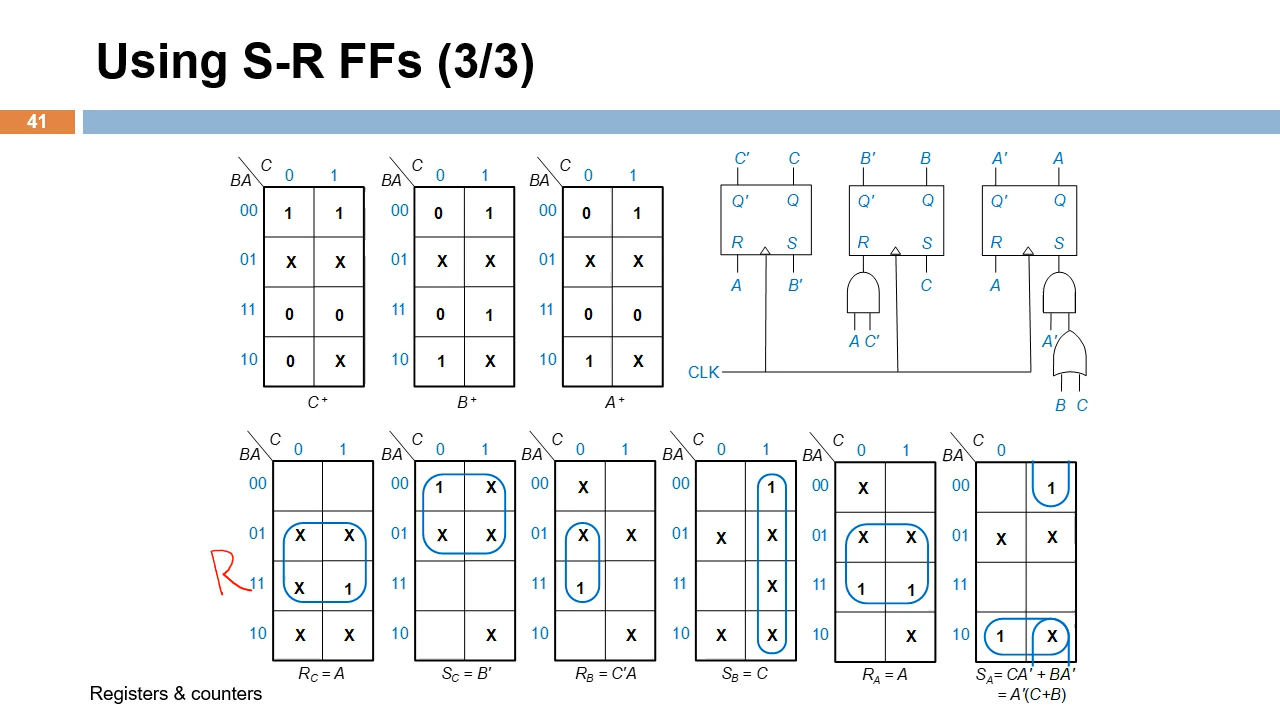 Using S-R FFs (3/3)
41
C
BA 0 1
00 1 1
01 X X
11 0 0
10 0 X
C+
C
BA 0 1
00 0 1
01 X X
11 0 1
10 1 X
B+
C
BA 0 1
00 0 1
01 X X
11 0 0
10 1 X
A+
C' C B' B A' A
Q' Q Q' Q Q' Q
R S R S R S
A B' C A
A C' A'
CLK
B C
C
BA 0 1
00
01 X X
11 X 1
10 X X
RC = A
R
C
BA 0 1
00 1 X
01 X X
11
10 X
SC = B'
C
BA 0 1
00 X
01 X X
11 1
10 X
RB = C'A
C
BA 0 1
00 1
01 X X
11 X
10 X X
SB = C
C
BA 0 1
00 X
01 X X
11 1 1
10 X
RA = A
C
BA 0
00 1
01 X X
11
10 1 X
SA = CA' + BA'
= A'(C+B)
Registers & counters